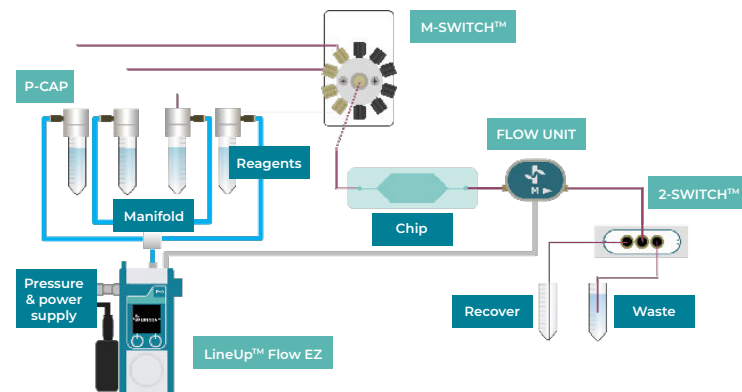 M-SWITCH™
P-CAP
FLOW UNIT
Reagents
2-SWITCH™
Manifold
Chip
Pressure
& power
supply
Recover
Waste
LineUp™ Flow EZ
M